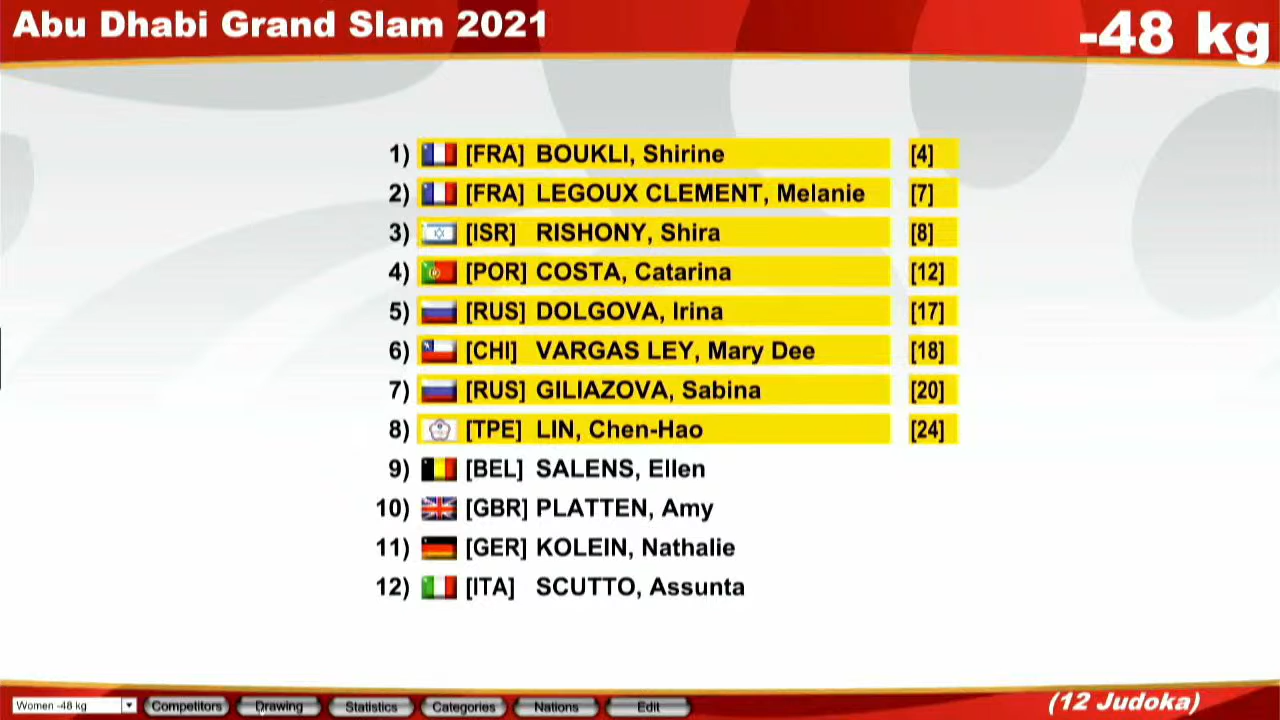 Abu Dhabi Grand Slam 2021
-48 kg
1) [FRA] BOUKLI, Shirine [4]
2) [FRA] LEGOUX CLEMENT, Melanie [7]
3) [ISR] RISHONY, Shira [8]
4) [POR] COSTA, Catarina [12]
5) [RUS] DOLGOVA, Irina [17]
6) [CHI] VARGAS LEY, Mary Dee [18]
7) [RUS] GILIAZOVA, Sabina [20]
8) [TPE] LIN, Chen-Hao [24]
9) [BEL] SALENS, Ellen
10) [GBR] PLATTEN, Amy
11) [GER] KOLEIN, Nathalie
12) [ITA] SCUTTO, Assunta
(12 Judoka)
Women -48 kg Competitors Drawing Statistics Categories Nations Edit